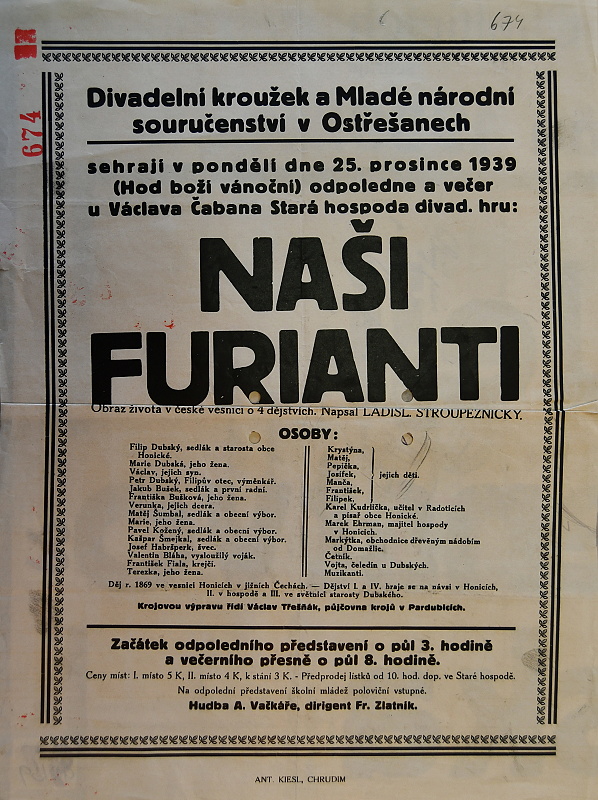 674
674
Divadelní kroužek a Mladé národní
souručenství v Ostřešanech
sehrají v pondělí dne 25. prosince 1939
(Hod boží vánoční) odpoledne a večer
u Václava Čabana Stará hospoda divad. hru:
NAŠI
FURIANTI
Obraz života v české vesnici o 4 dějstvích. Napsal LADISL. STROUPEŽNICKÝ.
OSOBY:
Filip Dubský, sedlák a starosta obce
Honické.
Marie Dubská, jeho žena.
Václav, jejich syn.
Petr Dubský, Filipův otec, výměnkář.
Jakub Bušek, sedlák a první radní.
Františka Bušková, jeho žena.
Verunka, jejich dcera.
Matěj Šumbal, sedlák a obecní výbor.
Marie, jeho žena.
Pavel Kožený, sedlák a obecní výbor.
Kašpar Šmejkal, sedlák a obecní výbor.
Josef Habršperk, švec.
Valentin Bláha, vysloužilý voják.
František Fiala, krejčí.
Terezka, jeho žena.
Krystýna,
Matěj,
Pepička,
Josífek,
Manča,
František,
Filipek.
jejich děti.
Karel Kudrlička, učitel v Radoticích
a písař obce Honické.
Marek Ehrman, majitel hospody
v Honicích.
Markýtka, obchodnice dřevěným nádobím
od Domažlic.
Četník.
Vojta, čeledín u Dubských.
Muzikanti.
Děj r. 1869 ve vesnici Honicích v jižních Čechách. — Dějství I. a IV. hraje se na návsi v Honicích,
II. v hospodě a III. ve světnici starosty Dubského.
Krojovou výpravu řídí Václav Třešňák, půjčovna krojů v Pardubicích.
Začátek odpoledního představení o půl 3. hodině
a večerního přesně o půl 8. hodině.
Ceny míst: I. místo 5 K, II. místo 4 K, k stání 3 K. - Předprodej lístků od 10. hod. dop. ve Staré hospodě.
Na odpolední představení školní mládež poloviční vstupné.
Hudba A. Vačkáře, dirigent Fr. Zlatník.
ANT. KIESL, CHRUDIM